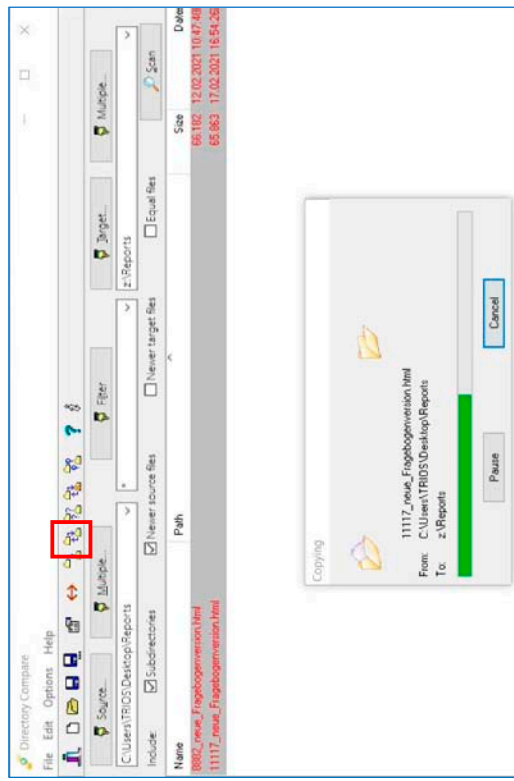 Directory Compare
File Edit Options Help
Source... Multiple... Filter Target... Multiple...
C:\Users\TRIOS\Desktop\Reports * z:\Reports
Include: Subdirectories Newer source files Newer target files Equal files Scan
Name Path Size Date
8882_neue_Fragebogenversion.html 66.182 12.02.2021 10:47:48
11117_neue_Fragebogenversion.html 65.863 17.02.2021 16:54:26
Copying
11117_neue_Fragebogenversion.html
From: C:\Users\TRIOS\Desktop\Reports
To: z:\Reports
Pause Cancel